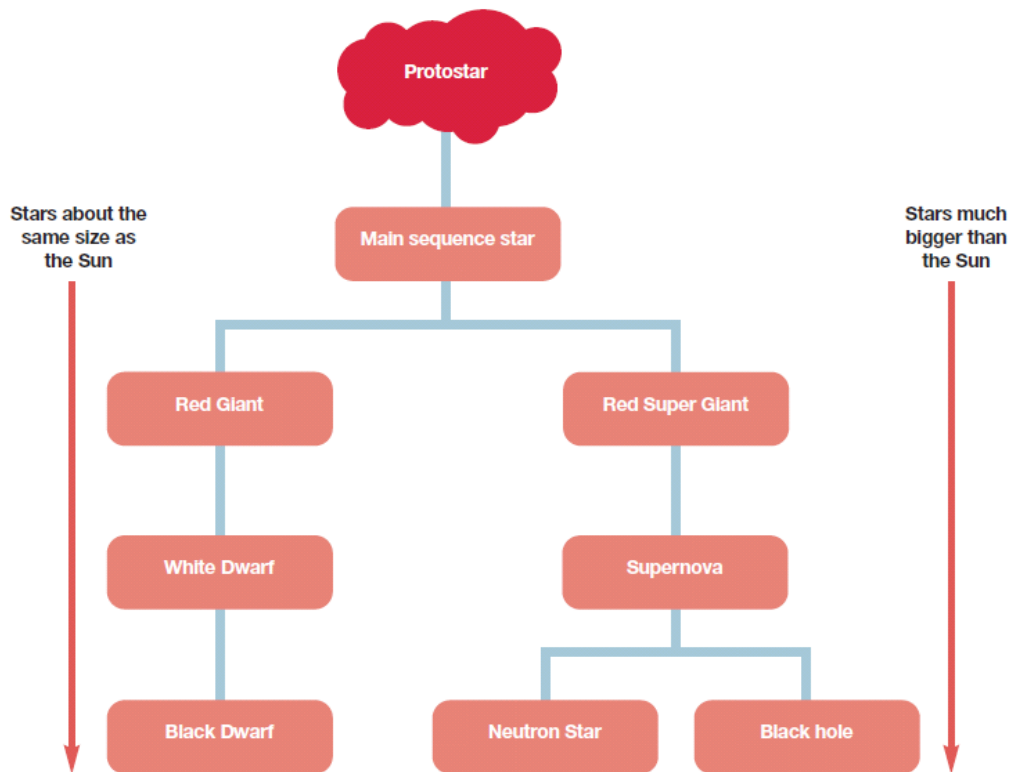 Protostar
Stars about the
same size as
the Sun
Main sequence star
Stars much
bigger than
the Sun
Red Giant
Red Super Giant
White Dwarf
Supernova
Black Dwarf
Neutron Star
Black hole